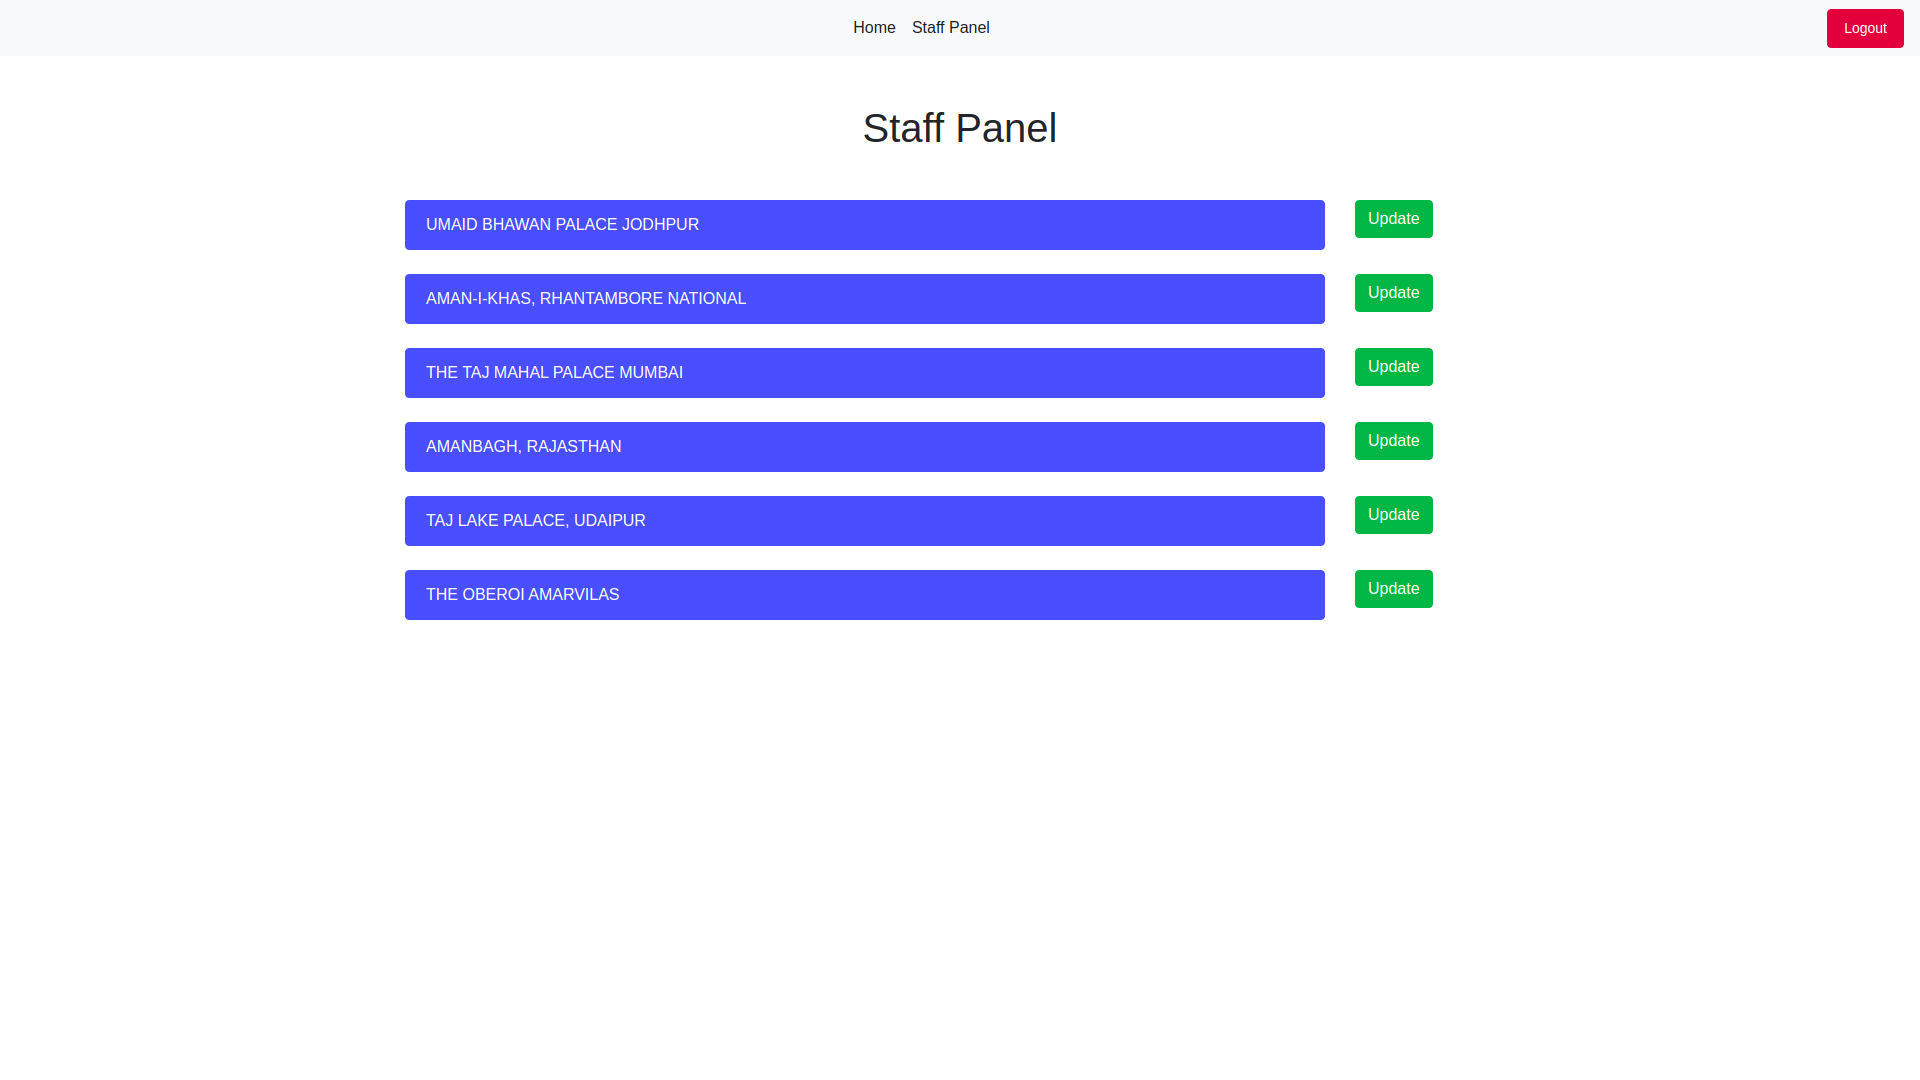 Home Staff Panel Logout
Staff Panel
UMAID BHAWAN PALACE JODHPUR Update
AMAN-I-KHAS, RHANTAMBORE NATIONAL Update
THE TAJ MAHAL PALACE MUMBAI Update
AMANBAGH, RAJASTHAN Update
TAJ LAKE PALACE, UDAIPUR Update
THE OBEROI AMARVILAS Update